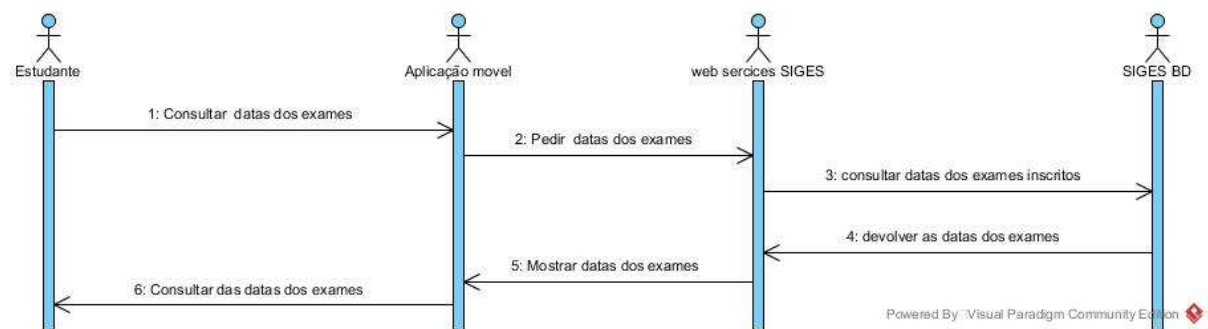 Estudante
Aplicação movel
web sercices SIGES
SIGES BD
1: Consultar datas dos exames
2: Pedir datas dos exames
3: consultar datas dos exames inscritos
4: devolver as datas dos exames
5: Mostrar datas dos exames
6: Consultar das datas dos exames
Powered By Visual Paradigm Community Edition